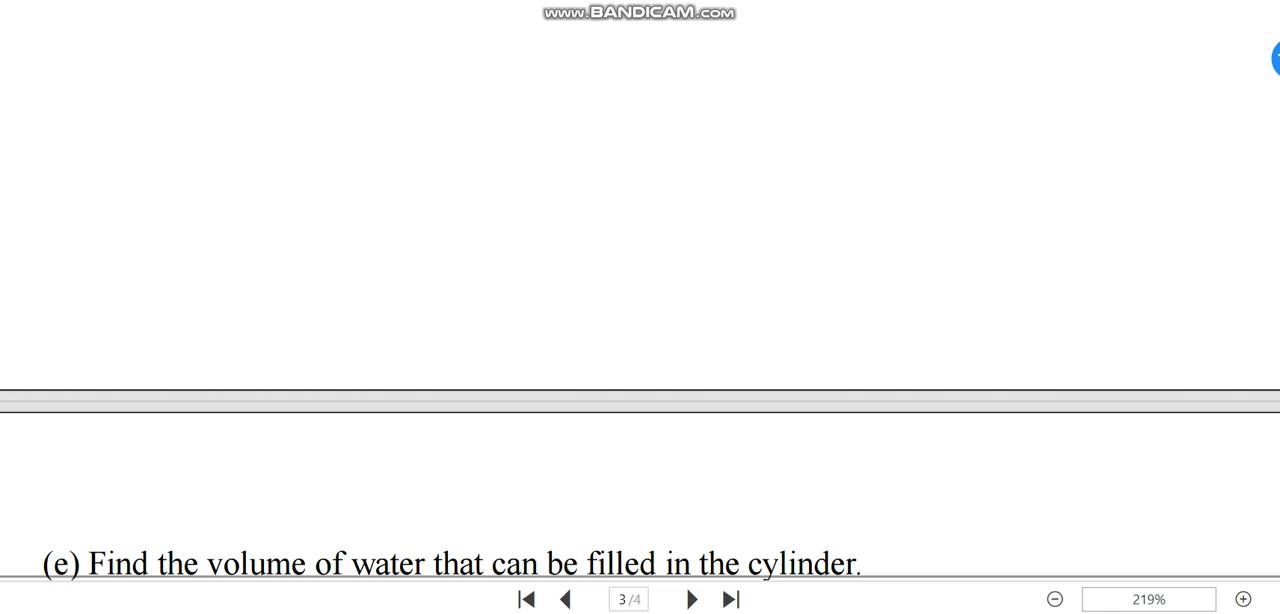 www.BANDICAM.com
(e) Find the volume of water that can be filled in the cylinder.
3 /4
219%